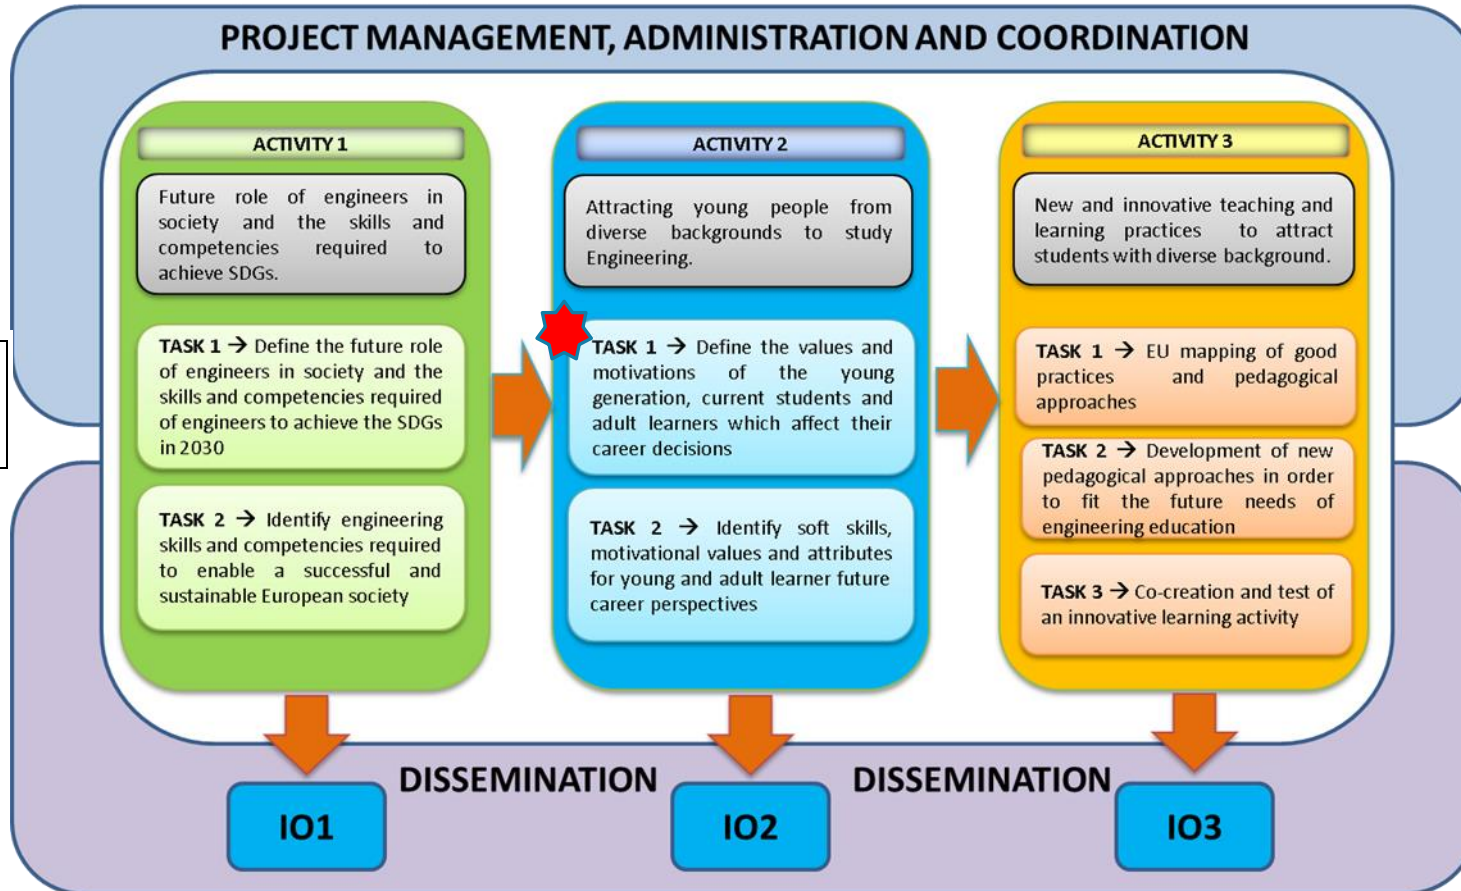 PROJECT MANAGEMENT, ADMINISTRATION AND COORDINATION
ACTIVITY 1
Future role of engineers in
society and the skills and
competencies required to
achieve SDGs.
TASK 1 → Define the future role
of engineers in society and the
skills and competencies required
of engineers to achieve the SDGs
in 2030
TASK 2 → Identify engineering
skills and competencies required
to enable a successful and
sustainable European society
ACTIVITY 2
Attracting young people from
diverse backgrounds to study
Engineering.
TASK 1 → Define the values and
motivations of the young
generation, current students and
adult learners which affect their
career decisions
TASK 2 → Identify soft skills,
motivational values and attributes
for young and adult learner future
career perspectives
ACTIVITY 3
New and innovative teaching and
learning practices to attract
students with diverse background.
TASK 1 → EU mapping of good
practices and pedagogical
approaches
TASK 2 → Development of new
pedagogical approaches in order
to fit the future needs of
engineering education
TASK 3 → Co-creation and test of
an innovative learning activity
DISSEMINATION
DISSEMINATION
IO1
IO2
IO3